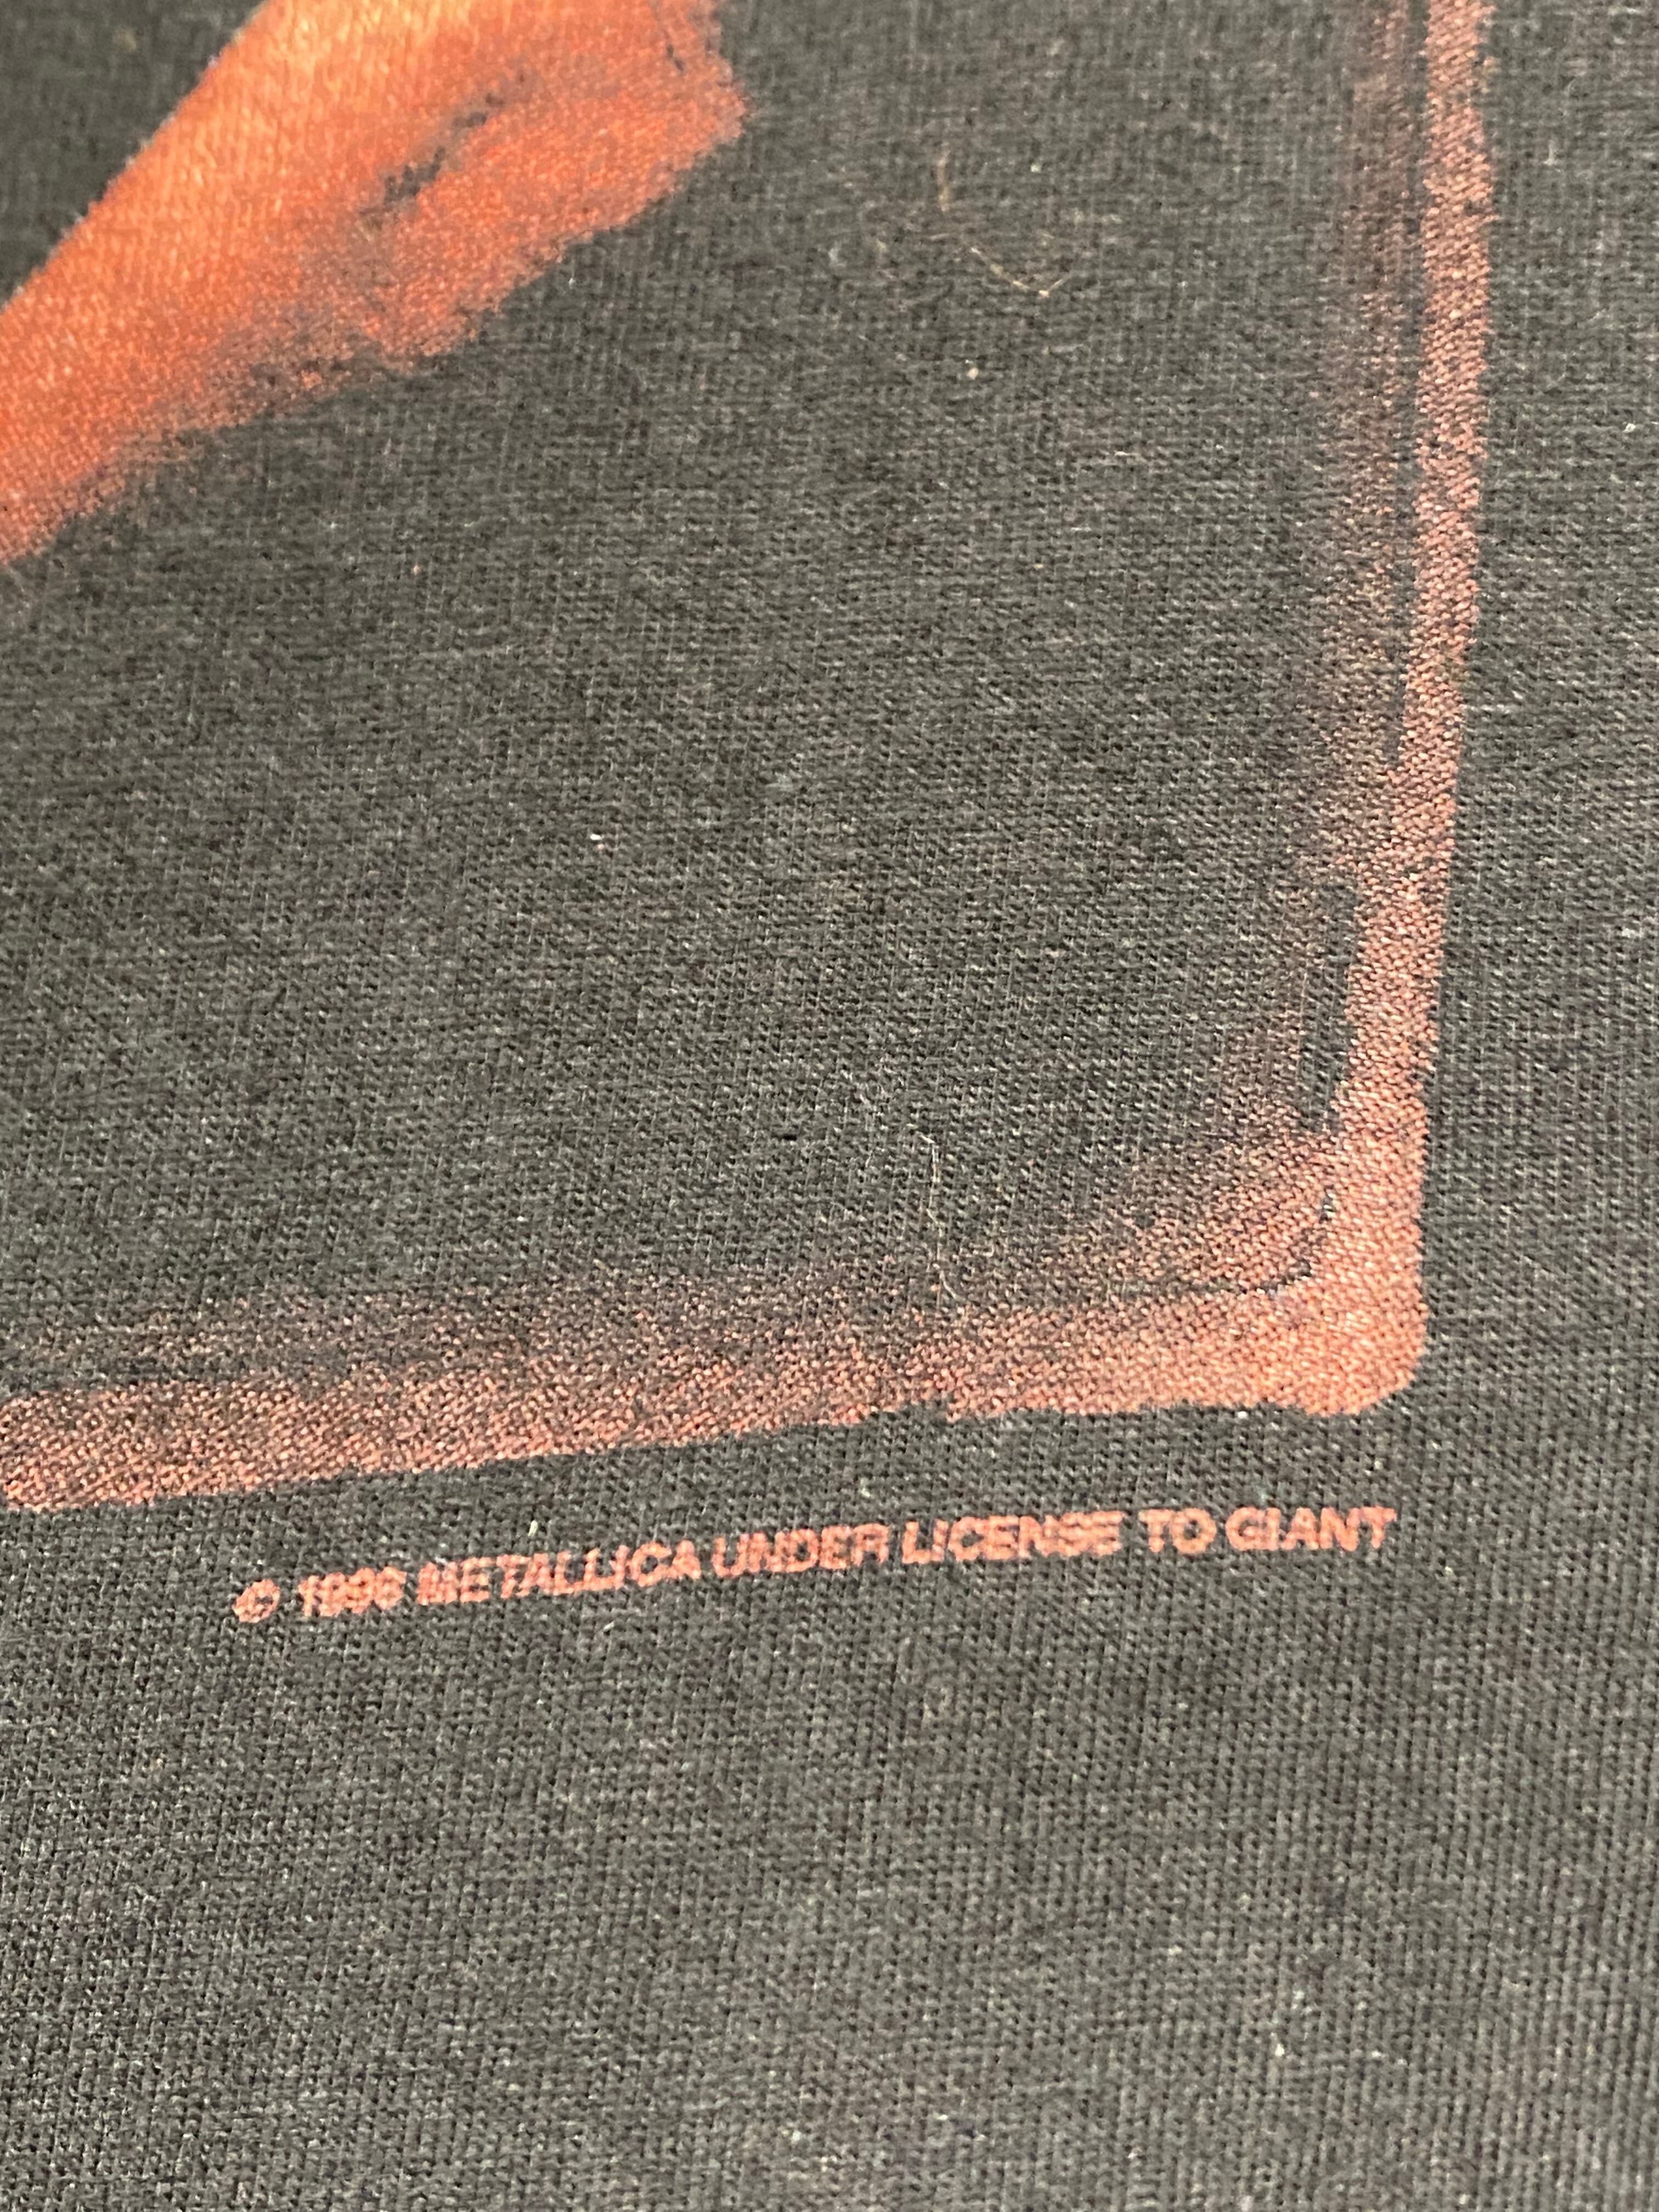 © 1996 METALLICA UNDER LICENSE TO GIANT